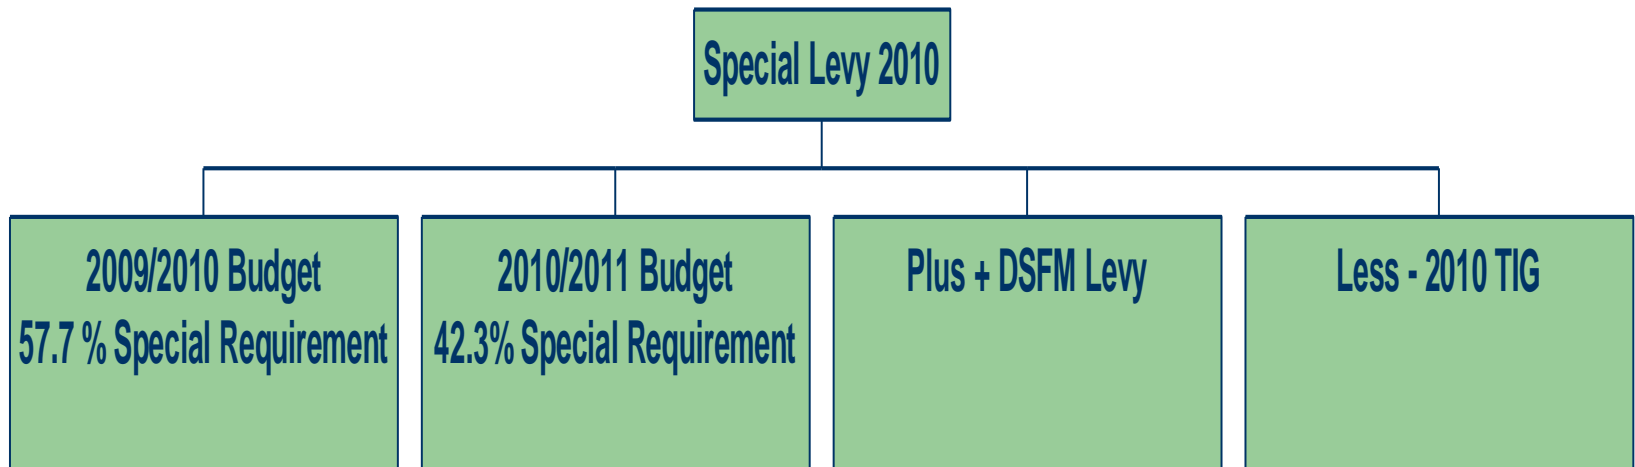 Special Levy 2010
2009/2010 Budget
57.7 % Special Requirement
2010/2011 Budget
42.3% Special Requirement
Plus + DSFM Levy
Less - 2010 TIG